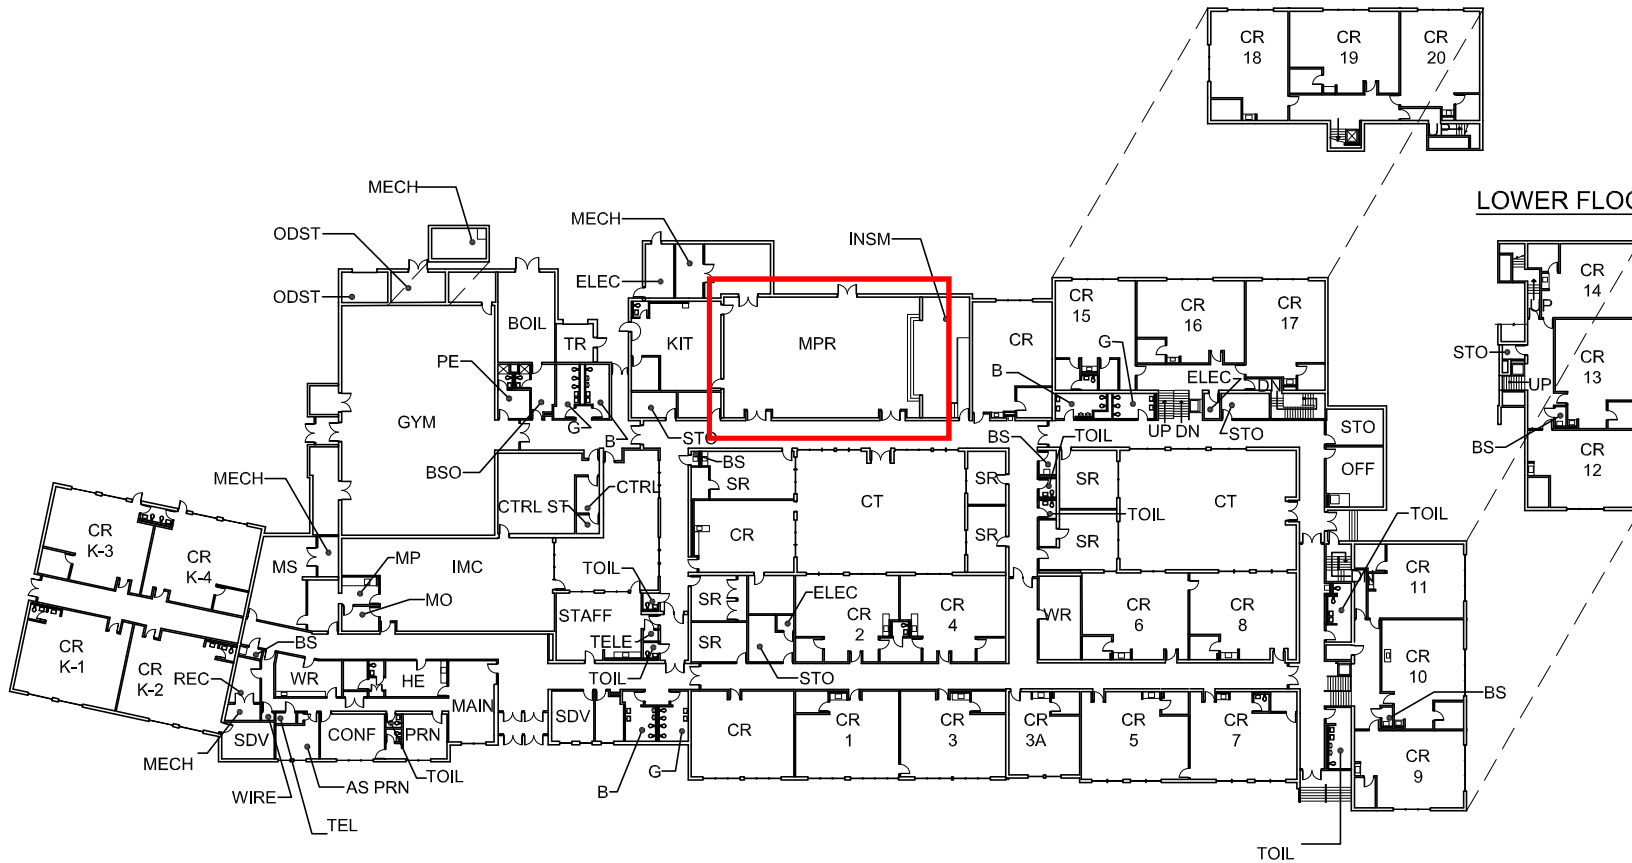 CR
18
CR
19
CR
20
LOWER FLOO
MECH
ODST
ODST
MECH
ELEC
INSM
BOIL
TR
KIT
MPR
CR
CR
15
CR
16
CR
17
G
B
ELEC
DN
UP DN
STO
STO
OFF
CR
14
UP
CR
13
STO
UP
BS
CR
12
PE
GYM
BSO
G
B
STO
BS
SR
CT
SR
SR
CR
BS
TOIL
SR
TOIL
SR
CT
TOIL
MECH
CTRL ST
CTRL
CR
K-3
CR
K-4
MS
MP
MO
IMC
TOIL
STAFF
TELE
TOIL
SR
SR
ELEC
STO
CR
2
CR
4
WR
CR
6
CR
8
CR
11
CR
10
BS
CR
9
CR
K-1
CR
K-2
BS
REC
WR
HE
MAIN
MECH
SDV
CONF
PRN
TOIL
WIRE
AS PRN
TEL
SDV
B
G
CR
CR
1
CR
3
CR
3A
CR
5
CR
7
TOIL